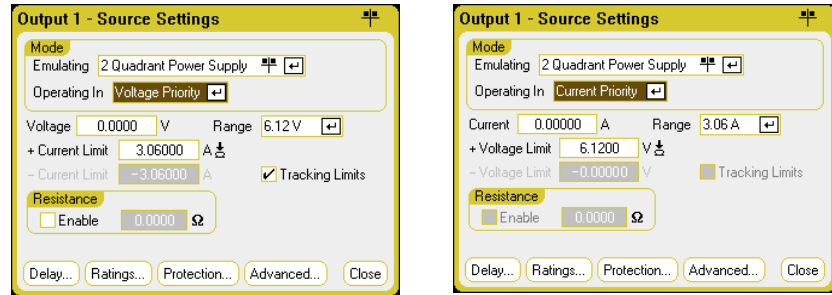 Output 1 - Source Settings
Mode
Emulating 2 Quadrant Power Supply
Operating In Voltage Priority
Voltage 0.0000 V Range 6.12 V
+ Current Limit 3.06000 A
- Current Limit -3.06000 A Tracking Limits
Resistance
Enable 0.0000 Ω
Delay... Ratings... Protection... Advanced... Close
Output 1 - Source Settings
Mode
Emulating 2 Quadrant Power Supply
Operating In Current Priority
Current 0.00000 A Range 3.06 A
+ Voltage Limit 6.1200 V
- Voltage Limit -0.00000 V Tracking Limits
Resistance
Enable 0.0000 Ω
Delay... Ratings... Protection... Advanced... Close